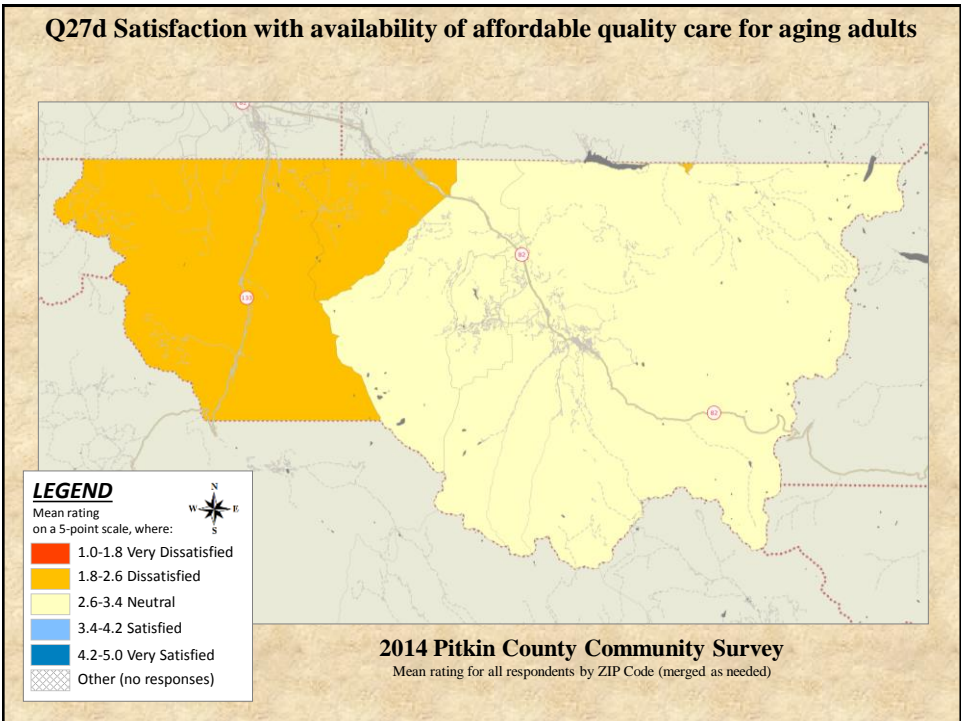 Q27d Satisfaction with availability of affordable quality care for aging adults
82
133
82
82
LEGEND
Mean rating
on a 5-point scale, where:
N
W E
S
1.0-1.8 Very Dissatisfied
1.8-2.6 Dissatisfied
2.6-3.4 Neutral
3.4-4.2 Satisfied
4.2-5.0 Very Satisfied
Other (no responses)
2014 Pitkin County Community Survey
Mean rating for all respondents by ZIP Code (merged as needed)